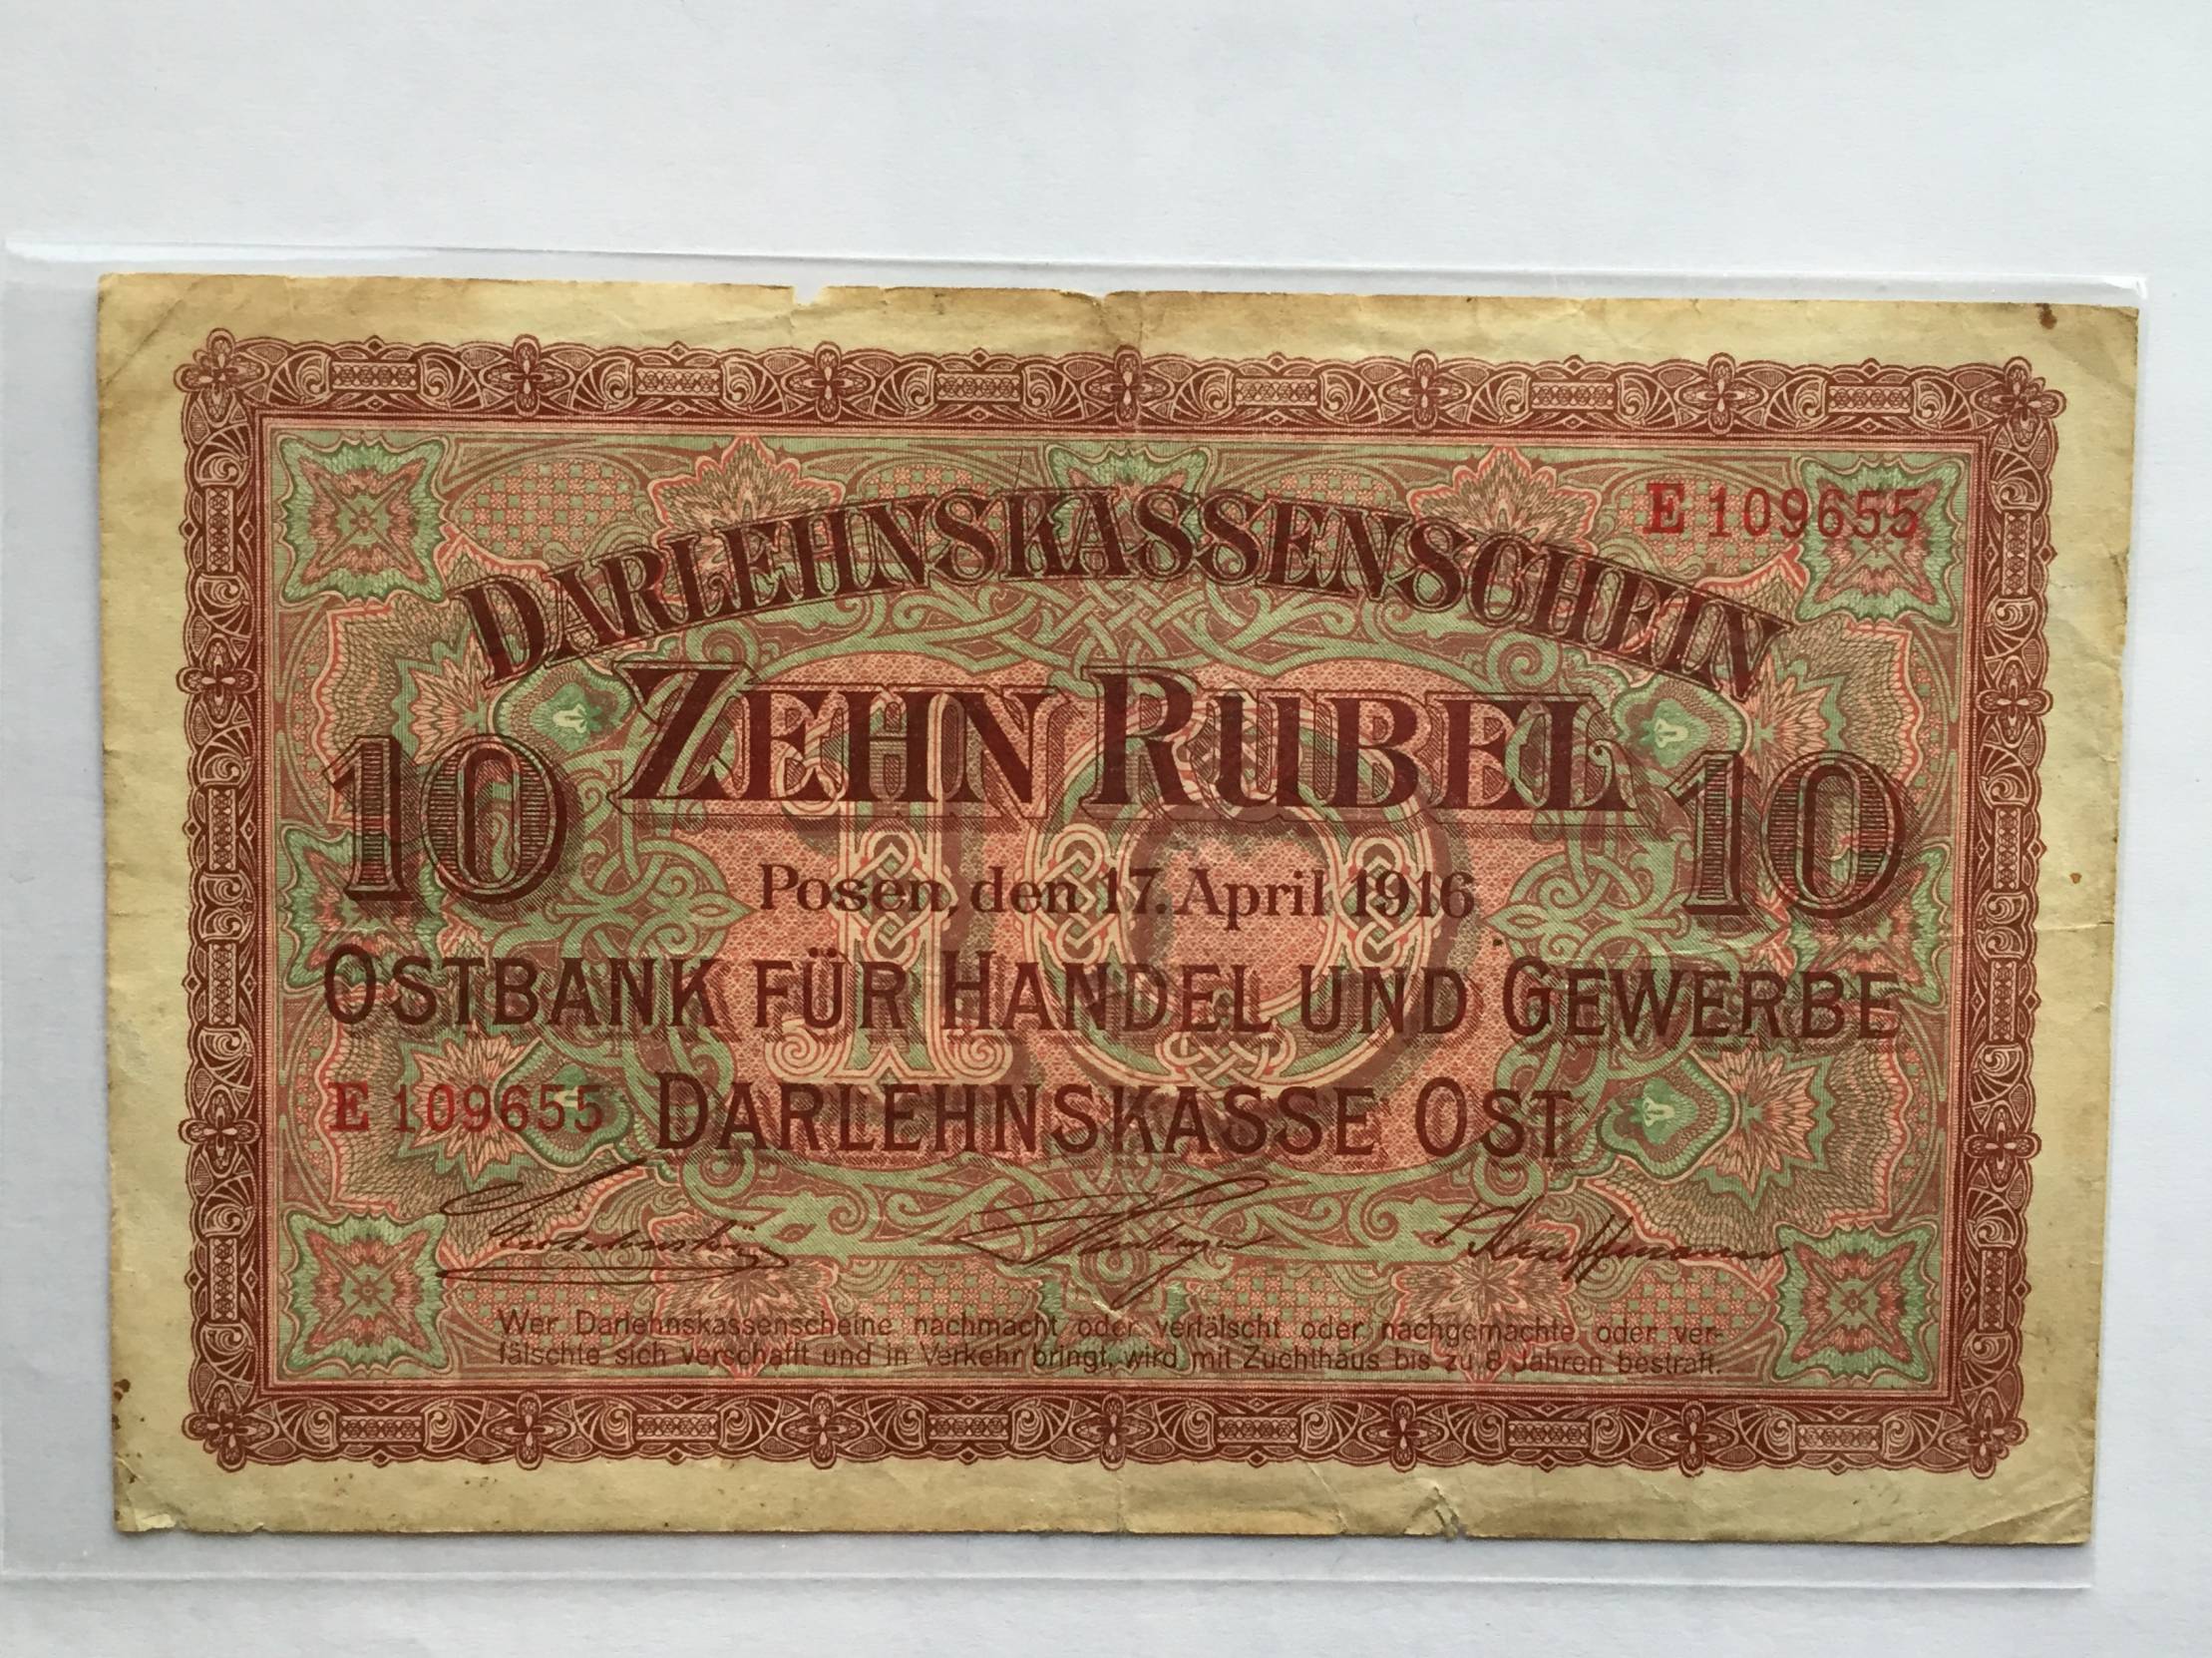 E 109655
DARLEHNSKASSENSCHEIN
ZEHN RUBEL
10 10
Posen, den 17. April 1916
10
OSTBANK FÜR HANDEL UND GEWERBE
E 109655 DARLEHNSKASSE OST
Kauffmann
Wer Darlehnskassenscheine nachmacht oder verfälscht oder nachgemachte oder ver-
fälschte sich verschafft und in Verkehr bringt, wird mit Zuchthaus bis zu 8 Jahren bestraft.